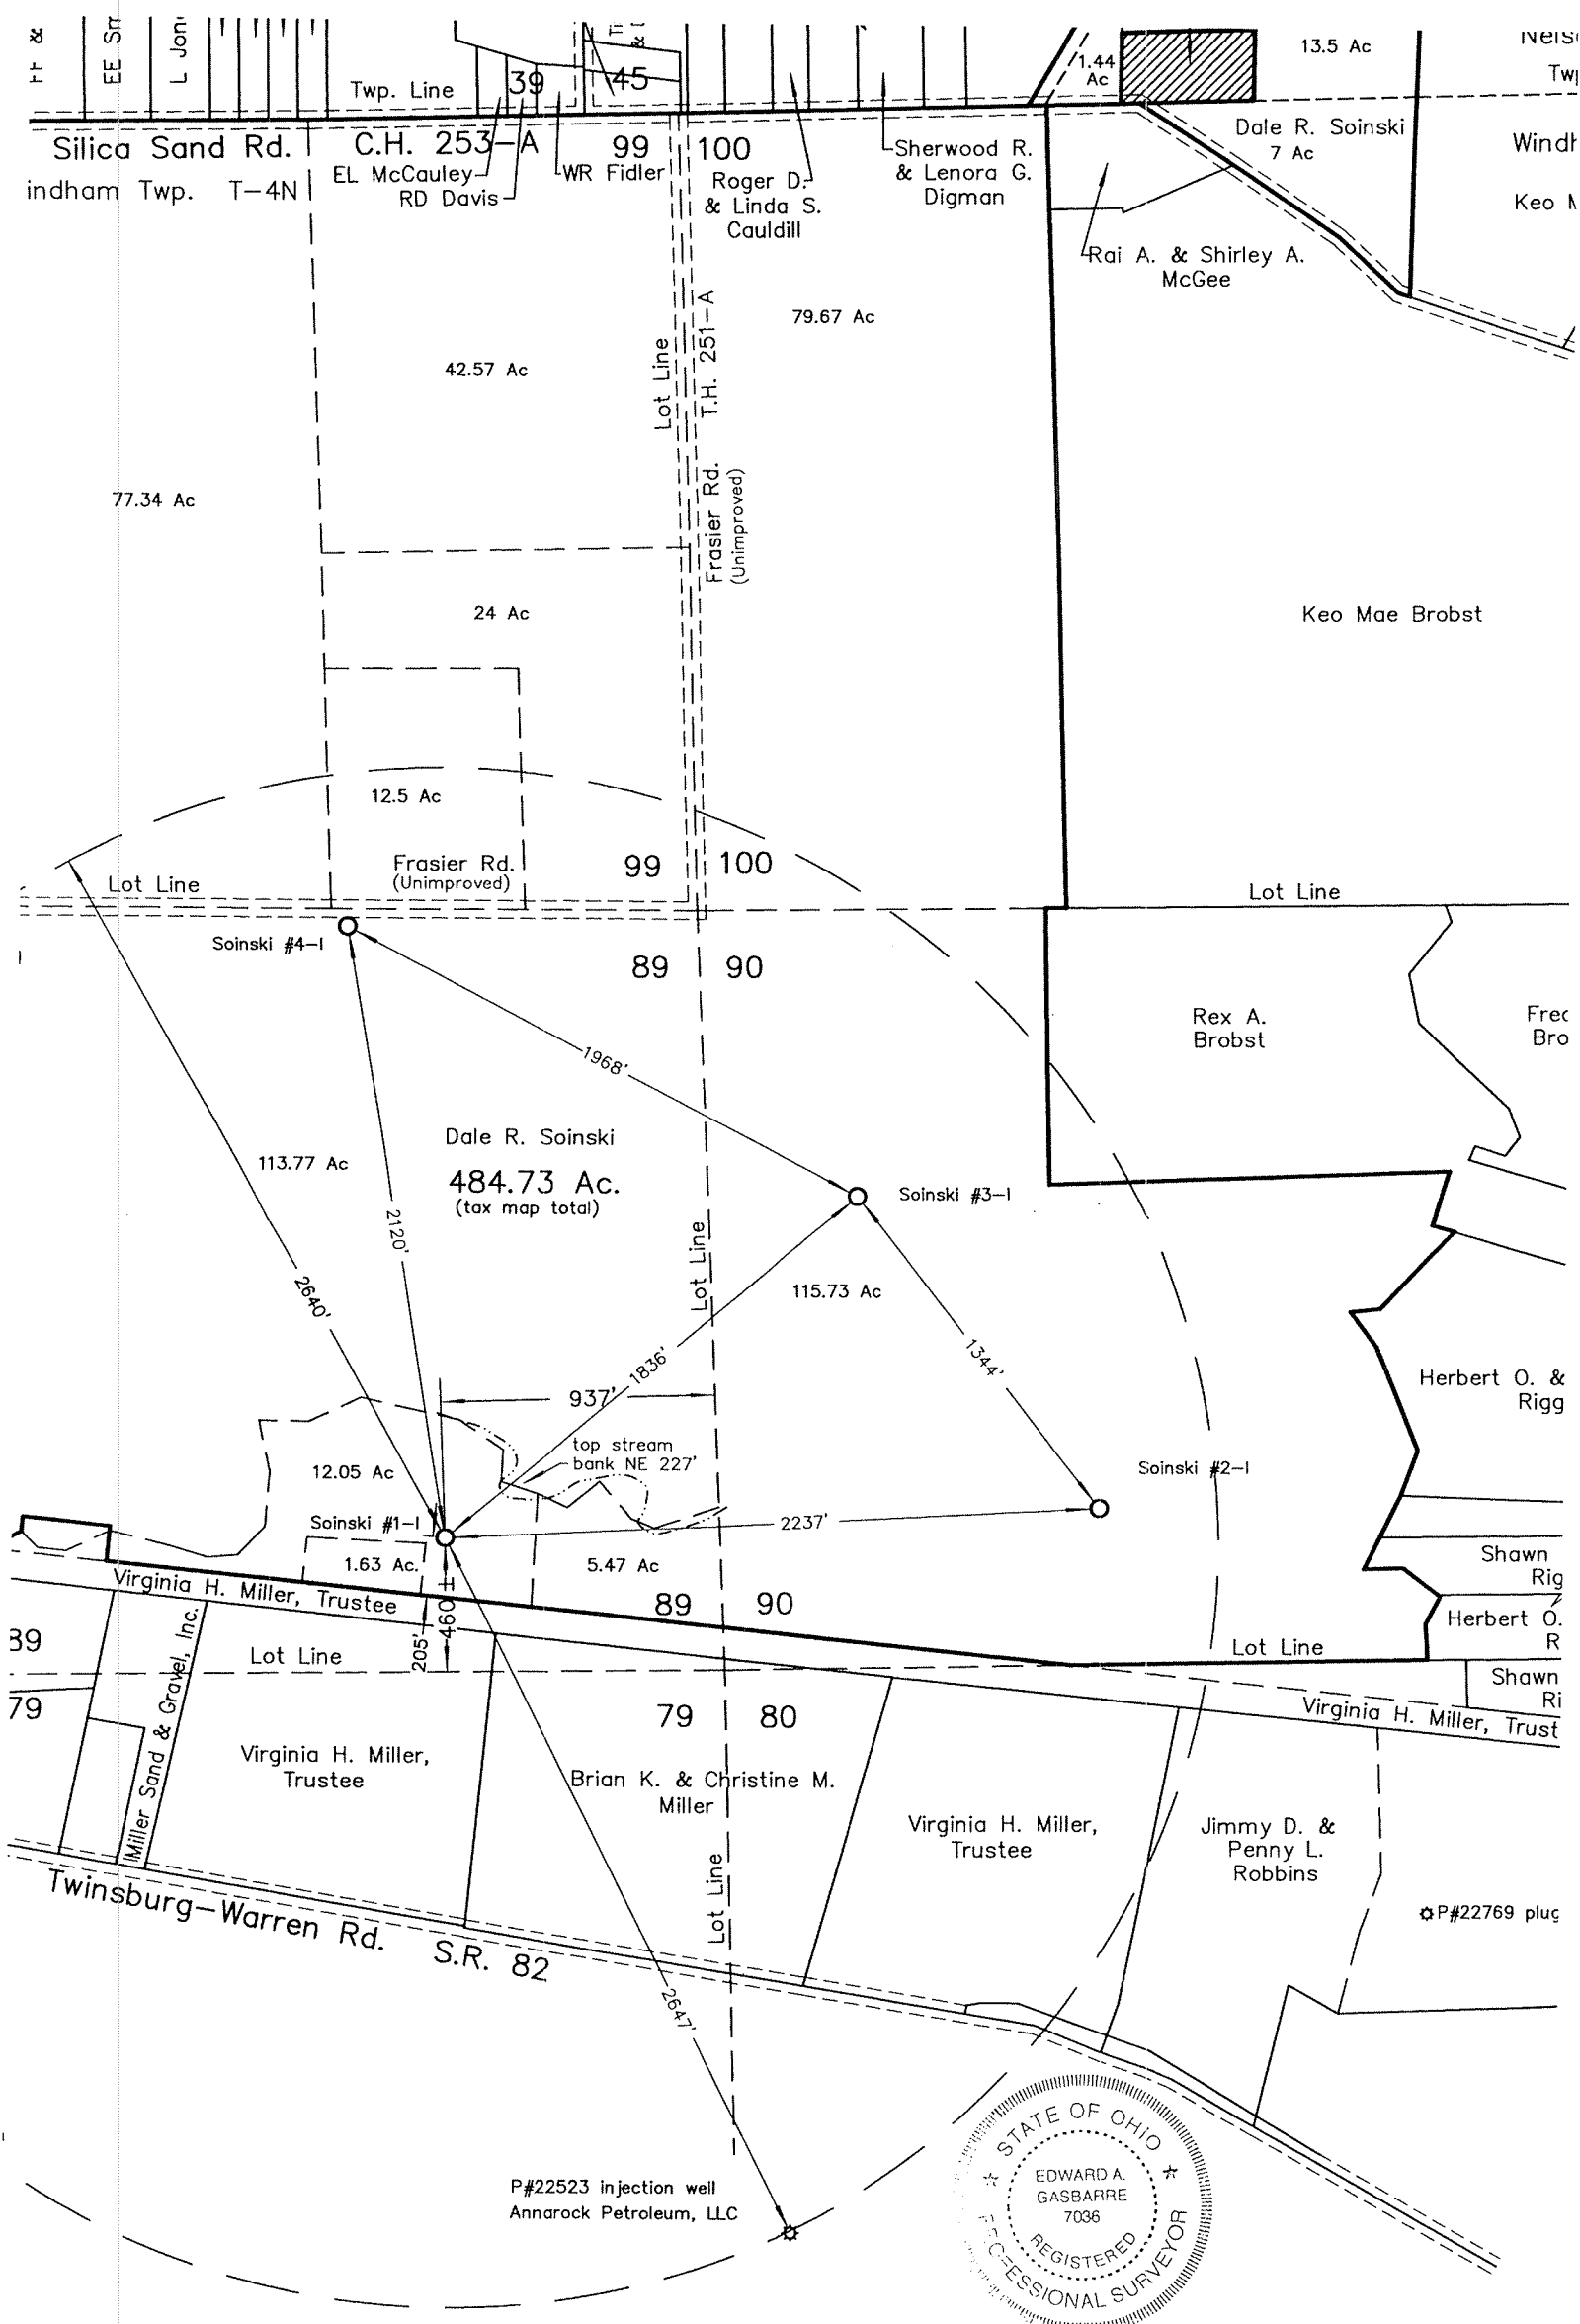 EE Sm
L Jon
Twp. Line
39
45
1.44
Ac
13.5 Ac
Nels
Twp
Silica Sand Rd.
C.H. 253-A
99
100
indham Twp. T-4N
EL McCauley
RD Davis
WR Fidler
Roger D.
& Linda S.
Cauldill
Sherwood R.
& Lenora G.
Digman
Dale R. Soinski
7 Ac
Windh
Keo M
Rai A. & Shirley A.
McGee
42.57 Ac
79.67 Ac
Lot Line
T.H. 251-A
Frasier Rd.
(Unimproved)
77.34 Ac
24 Ac
Keo Mae Brobst
12.5 Ac
Frasier Rd.
(Unimproved)
99
100
Lot Line
Lot Line
Soinski #4-I
89
90
Rex A.
Brobst
Fred
Bro
1968'
Dale R. Soinski
484.73 Ac.
(tax map total)
113.77 Ac
2120'
2640'
Soinski #3-I
Lot Line
115.73 Ac
1836'
1344'
937'
Herbert O. &
Rigg
top stream
bank NE 227'
12.05 Ac
Soinski #2-I
Soinski #1-I
2237'
1.63 Ac.
5.47 Ac
Shawn
Rig
Virginia H. Miller, Trustee
460'±
205'
89
90
Herbert O.
R
39
79
Lot Line
Lot Line
Shawn
Ri
Miller Sand & Gravel, Inc.
79
80
Virginia H. Miller, Trust
Virginia H. Miller,
Trustee
Brian K. & Christine M.
Miller
Virginia H. Miller,
Trustee
Jimmy D. &
Penny L.
Robbins
Lot Line
P#22769 plug
Twinsburg-Warren Rd. S.R. 82
2647'
P#22523 injection well
Annarock Petroleum, LLC
STATE OF OHIO
EDWARD A.
GASBARRE
7036
REGISTERED
PROFESSIONAL SURVEYOR